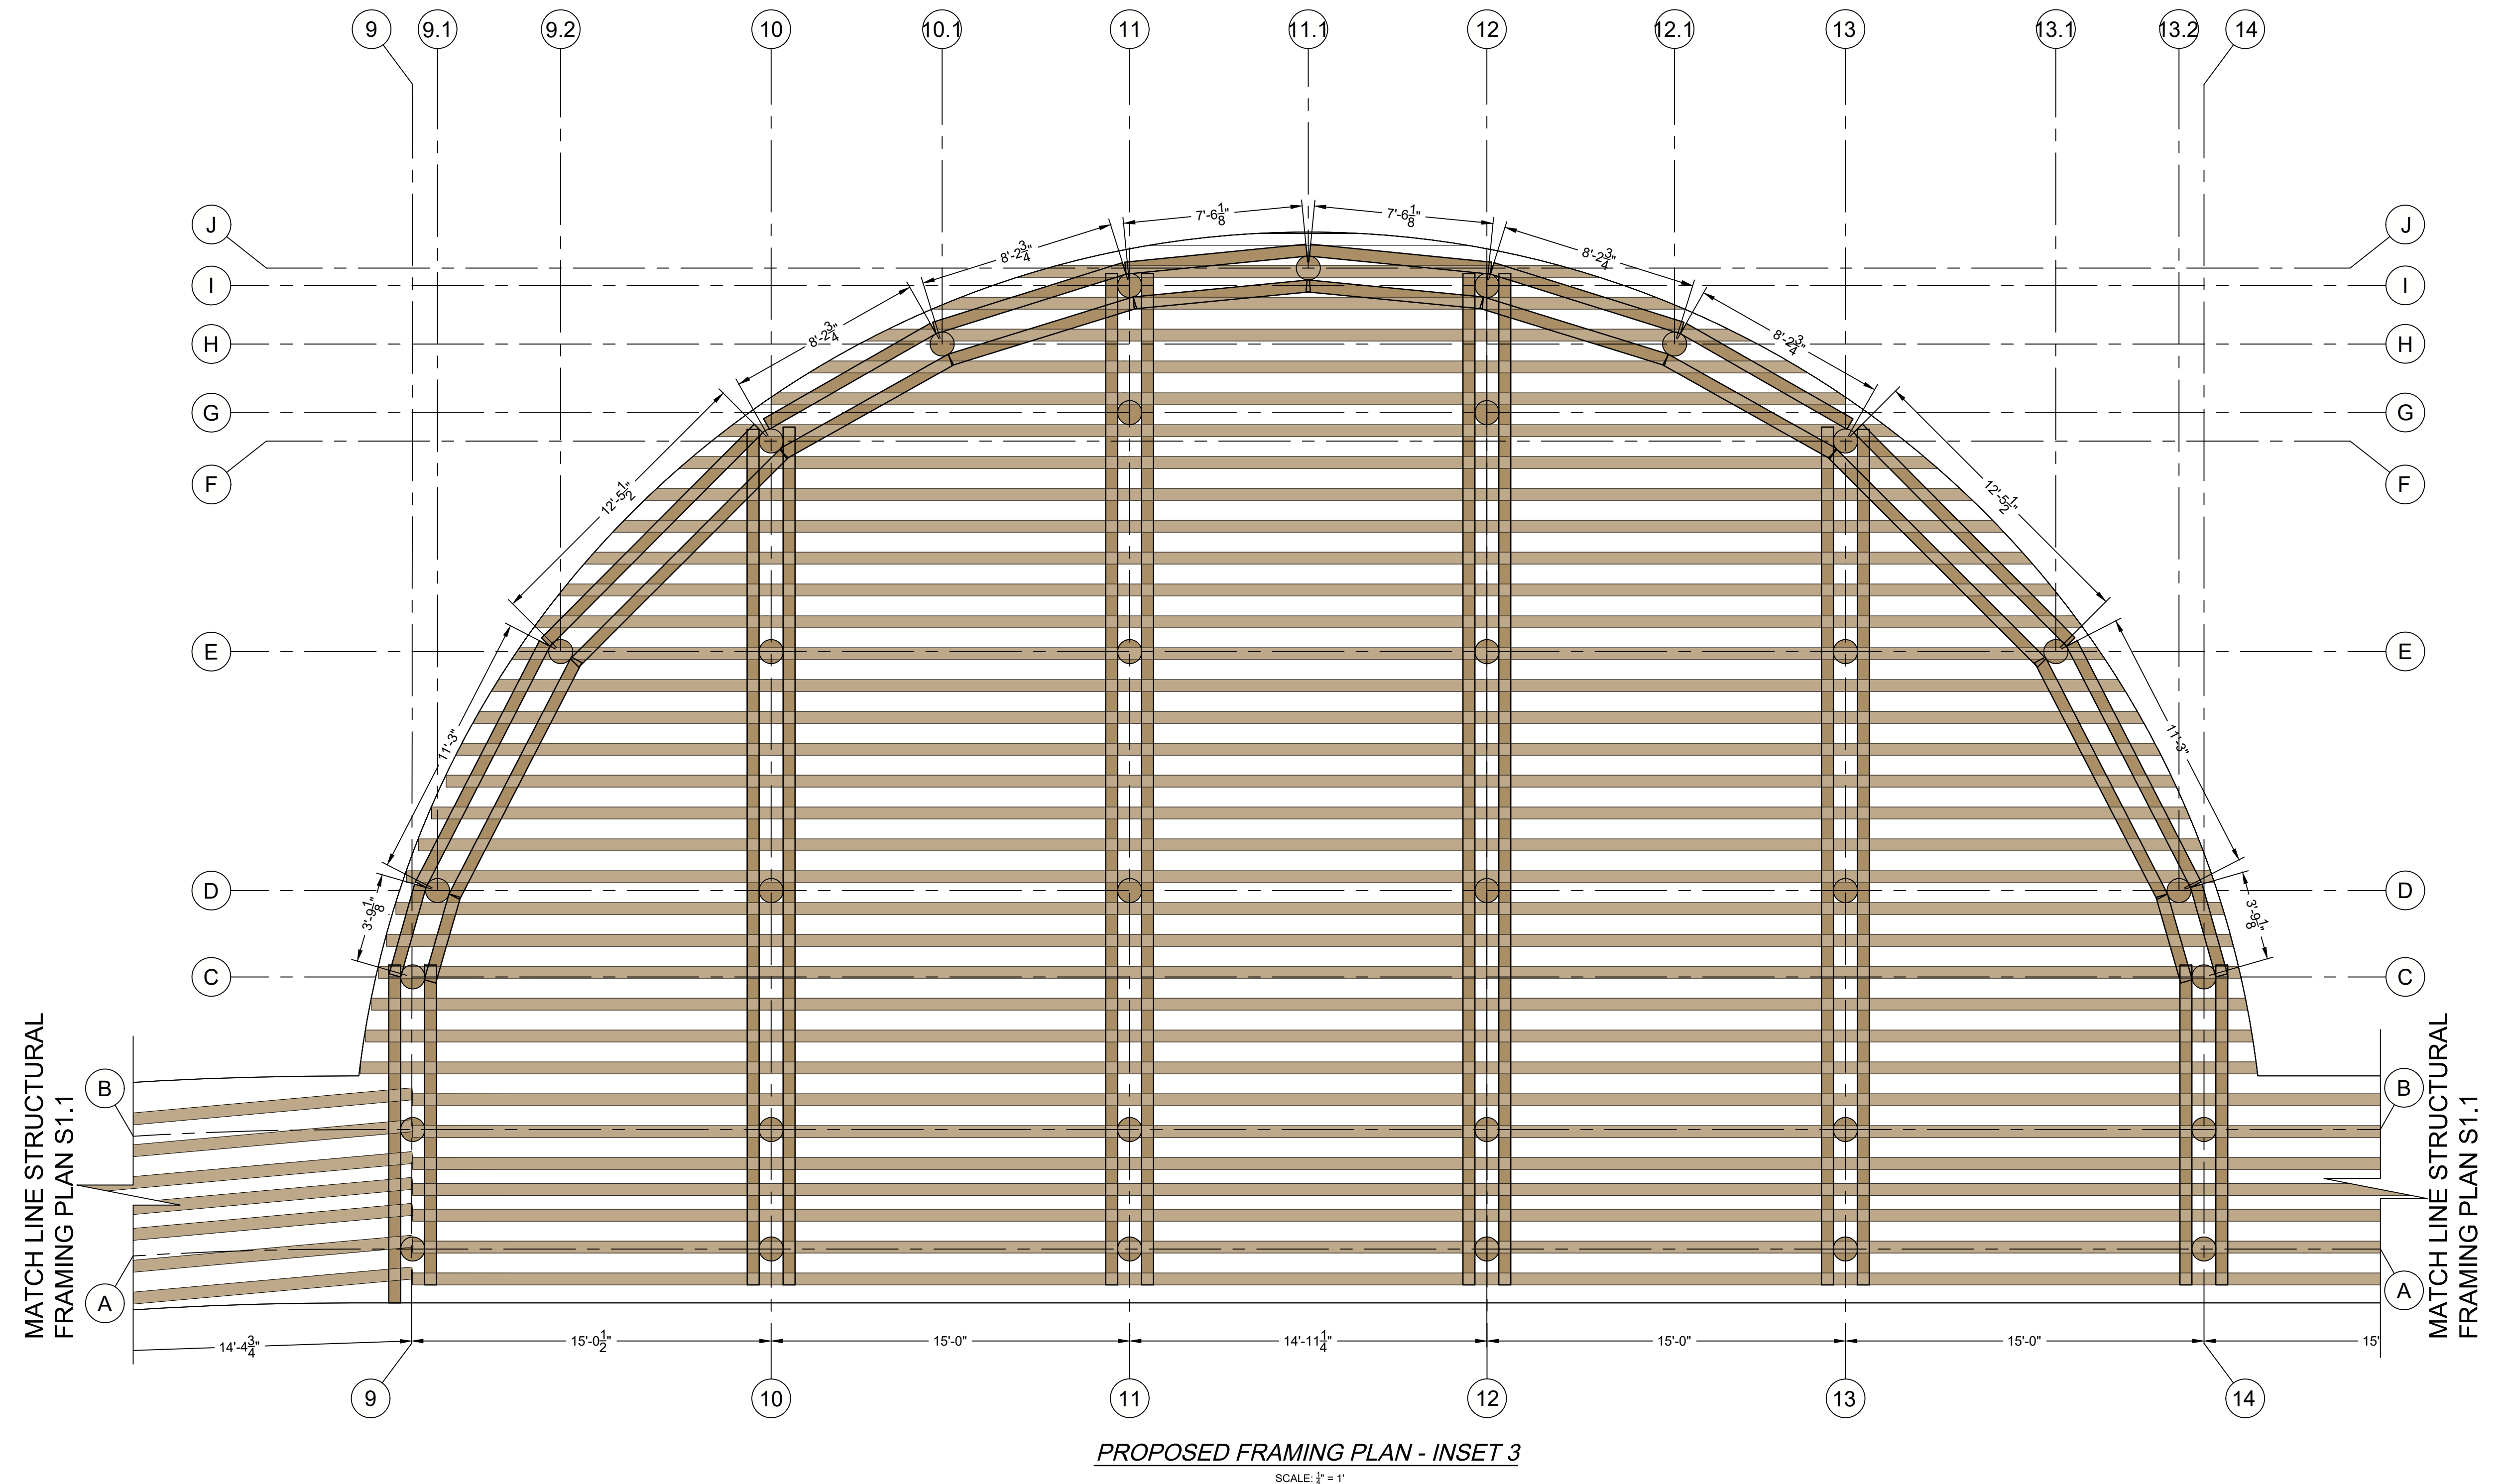 9
9.1
9.2
10
10.1
11
11.1
12
12.1
13
13.1
13.2
14
J
7'-6 1/8"
7'-6 1/8"
J
8'-2 3/4"
8'-2 3/4"
I
I
8'-2 3/4"
8'-2 3/4"
H
H
G
G
F
12'-5 1/2"
12'-5 1/2"
F
E
E
11'-3"
11'-3"
D
D
3'-9 1/8"
3'-9 1/8"
C
C
MATCH LINE STRUCTURAL
FRAMING PLAN S1.1
B
B
A
A
MATCH LINE STRUCTURAL
FRAMING PLAN S1.1
14'-4 3/4"
15'-0 1/2"
15'-0"
14'-11 1/4"
15'-0"
15'-0"
15'
9
10
11
12
13
14
PROPOSED FRAMING PLAN - INSET 3
SCALE: 1/4" = 1'